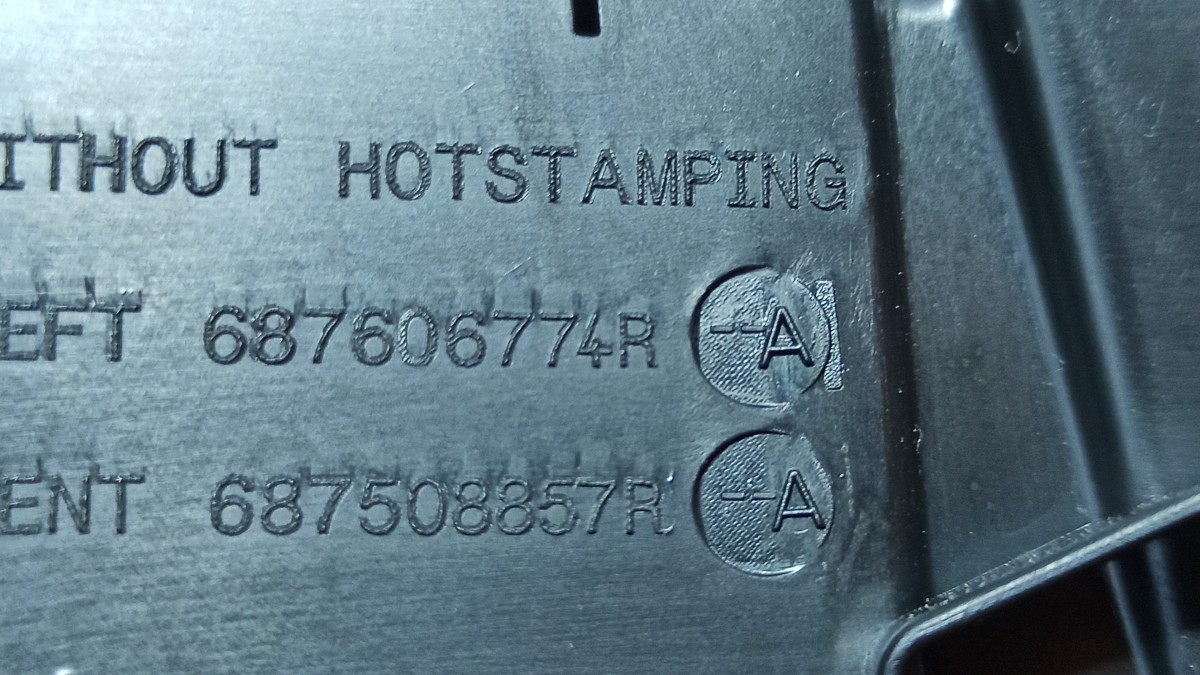 ITHOUT HOTSTAMPING
EFT 687606774R --A
ENT 687508857R --A